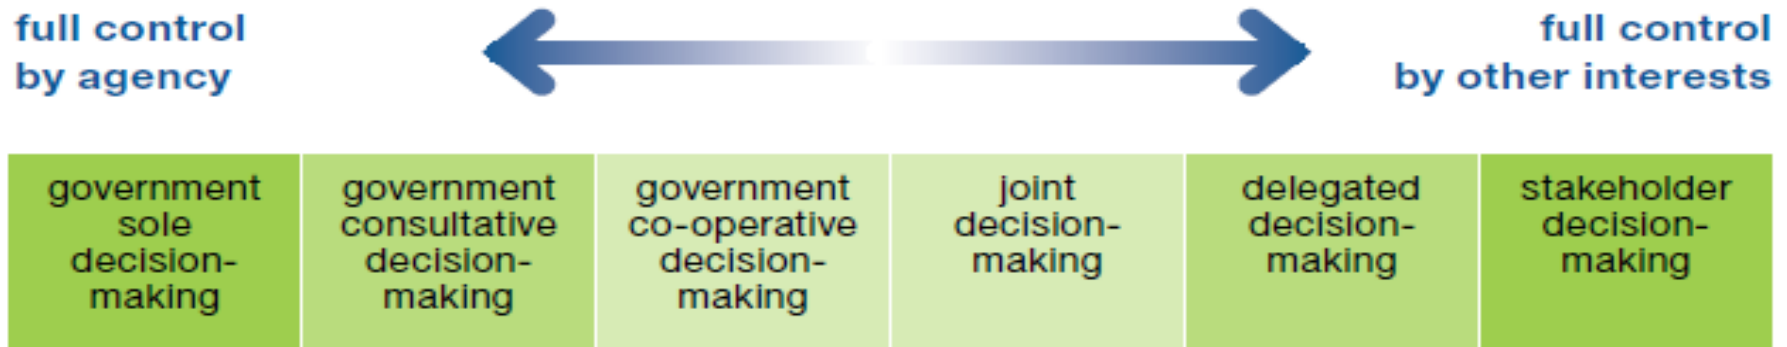 full control
by agency
full control
by other interests
government
sole
decision-
making
government
consultative
decision-
making
government
co-operative
decision-
making
joint
decision-
making
delegated
decision-
making
stakeholder
decision-
making